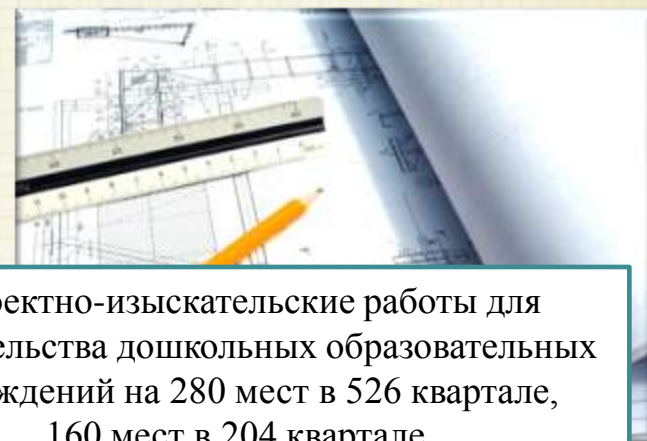 ектно-изыскательские работы для
ельства дошкольных образовательных
ждений на 280 мест в 526 квартале,
160 мест в 204 квартале